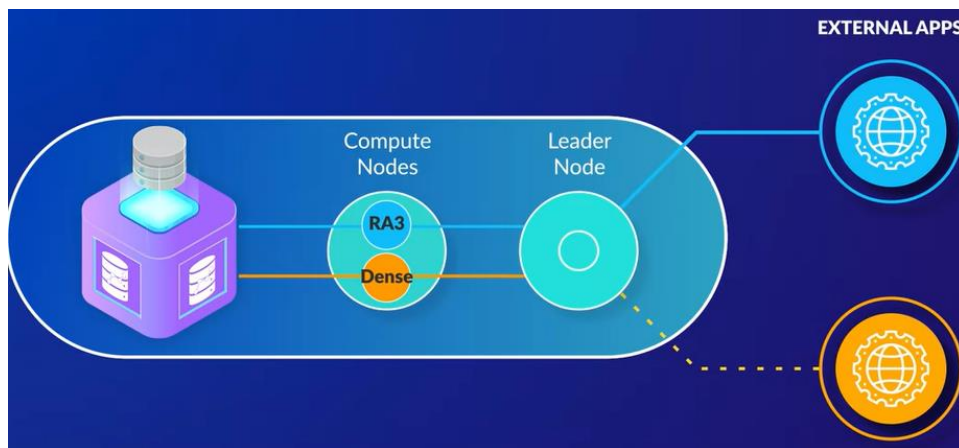 EXTERNAL APPS
Compute
Nodes
Leader
Node
RA3
Dense